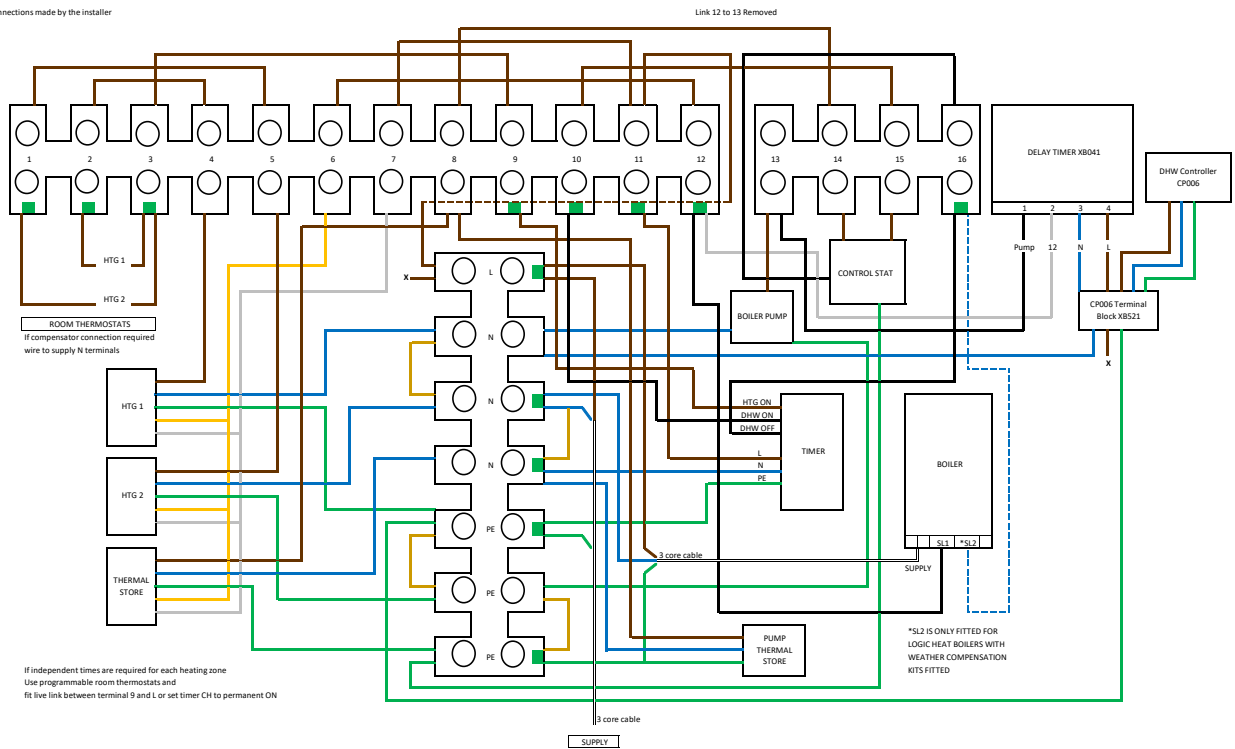 nnections made by the installer
Link 12 to 13 Removed
1 2 3 4 5 6 7 8 9 10 11 12 13 14 15 16
DELAY TIMER XB041
1 2 3 4
DHW Controller
CP006
Pump 12 N L
HTG 1
HTG 2
X
L
CONTROL STAT
BOILER PUMP
CP006 Terminal
Block XB521
X
ROOM THERMOSTATS
If compensator connection required
wire to supply N terminals
N
N
N
PE
PE
PE
HTG 1
HTG 2
THERMAL
STORE
HTG ON
DHW ON
DHW OFF
L
N
PE
TIMER
BOILER
SL1 *SL2
SUPPLY
3 core cable
PUMP
THERMAL
STORE
*SL2 IS ONLY FITTED FOR
LOGIC HEAT BOILERS WITH
WEATHER COMPENSATION
KITS FITTED
If independent times are required for each heating zone
Use programmable room thermostats and
fit live link between terminal 9 and L or set timer CH to permanent ON
3 core cable
SUPPLY